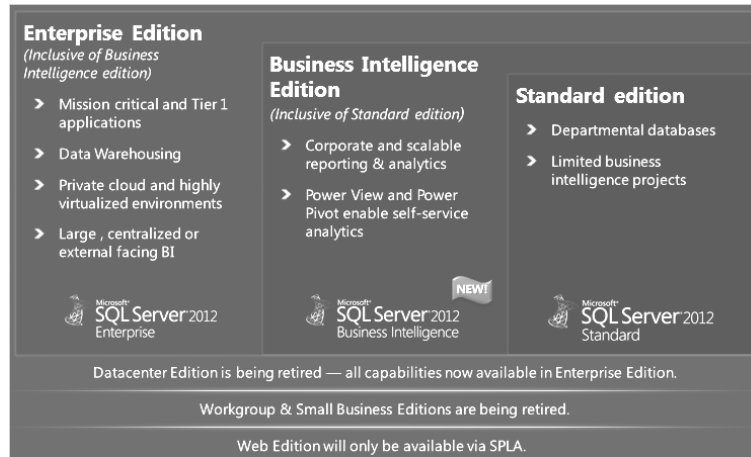 Enterprise Edition
(Inclusive of Business
Intelligence edition)
Mission critical and Tier 1
applications
Data Warehousing
Private cloud and highly
virtualized environments
Large , centralized or
external facing BI
Microsoft®
SQL Server® 2012
Enterprise
Business Intelligence
Edition
(Inclusive of Standard edition)
Corporate and scalable
reporting & analytics
Power View and Power
Pivot enable self-service
analytics
NEW!
Microsoft®
SQL Server® 2012
Business Intelligence
Standard edition
Departmental databases
Limited business
intelligence projects
Microsoft®
SQL Server® 2012
Standard
Datacenter Edition is being retired — all capabilities now available in Enterprise Edition.
Workgroup & Small Business Editions are being retired.
Web Edition will only be available via SPLA.